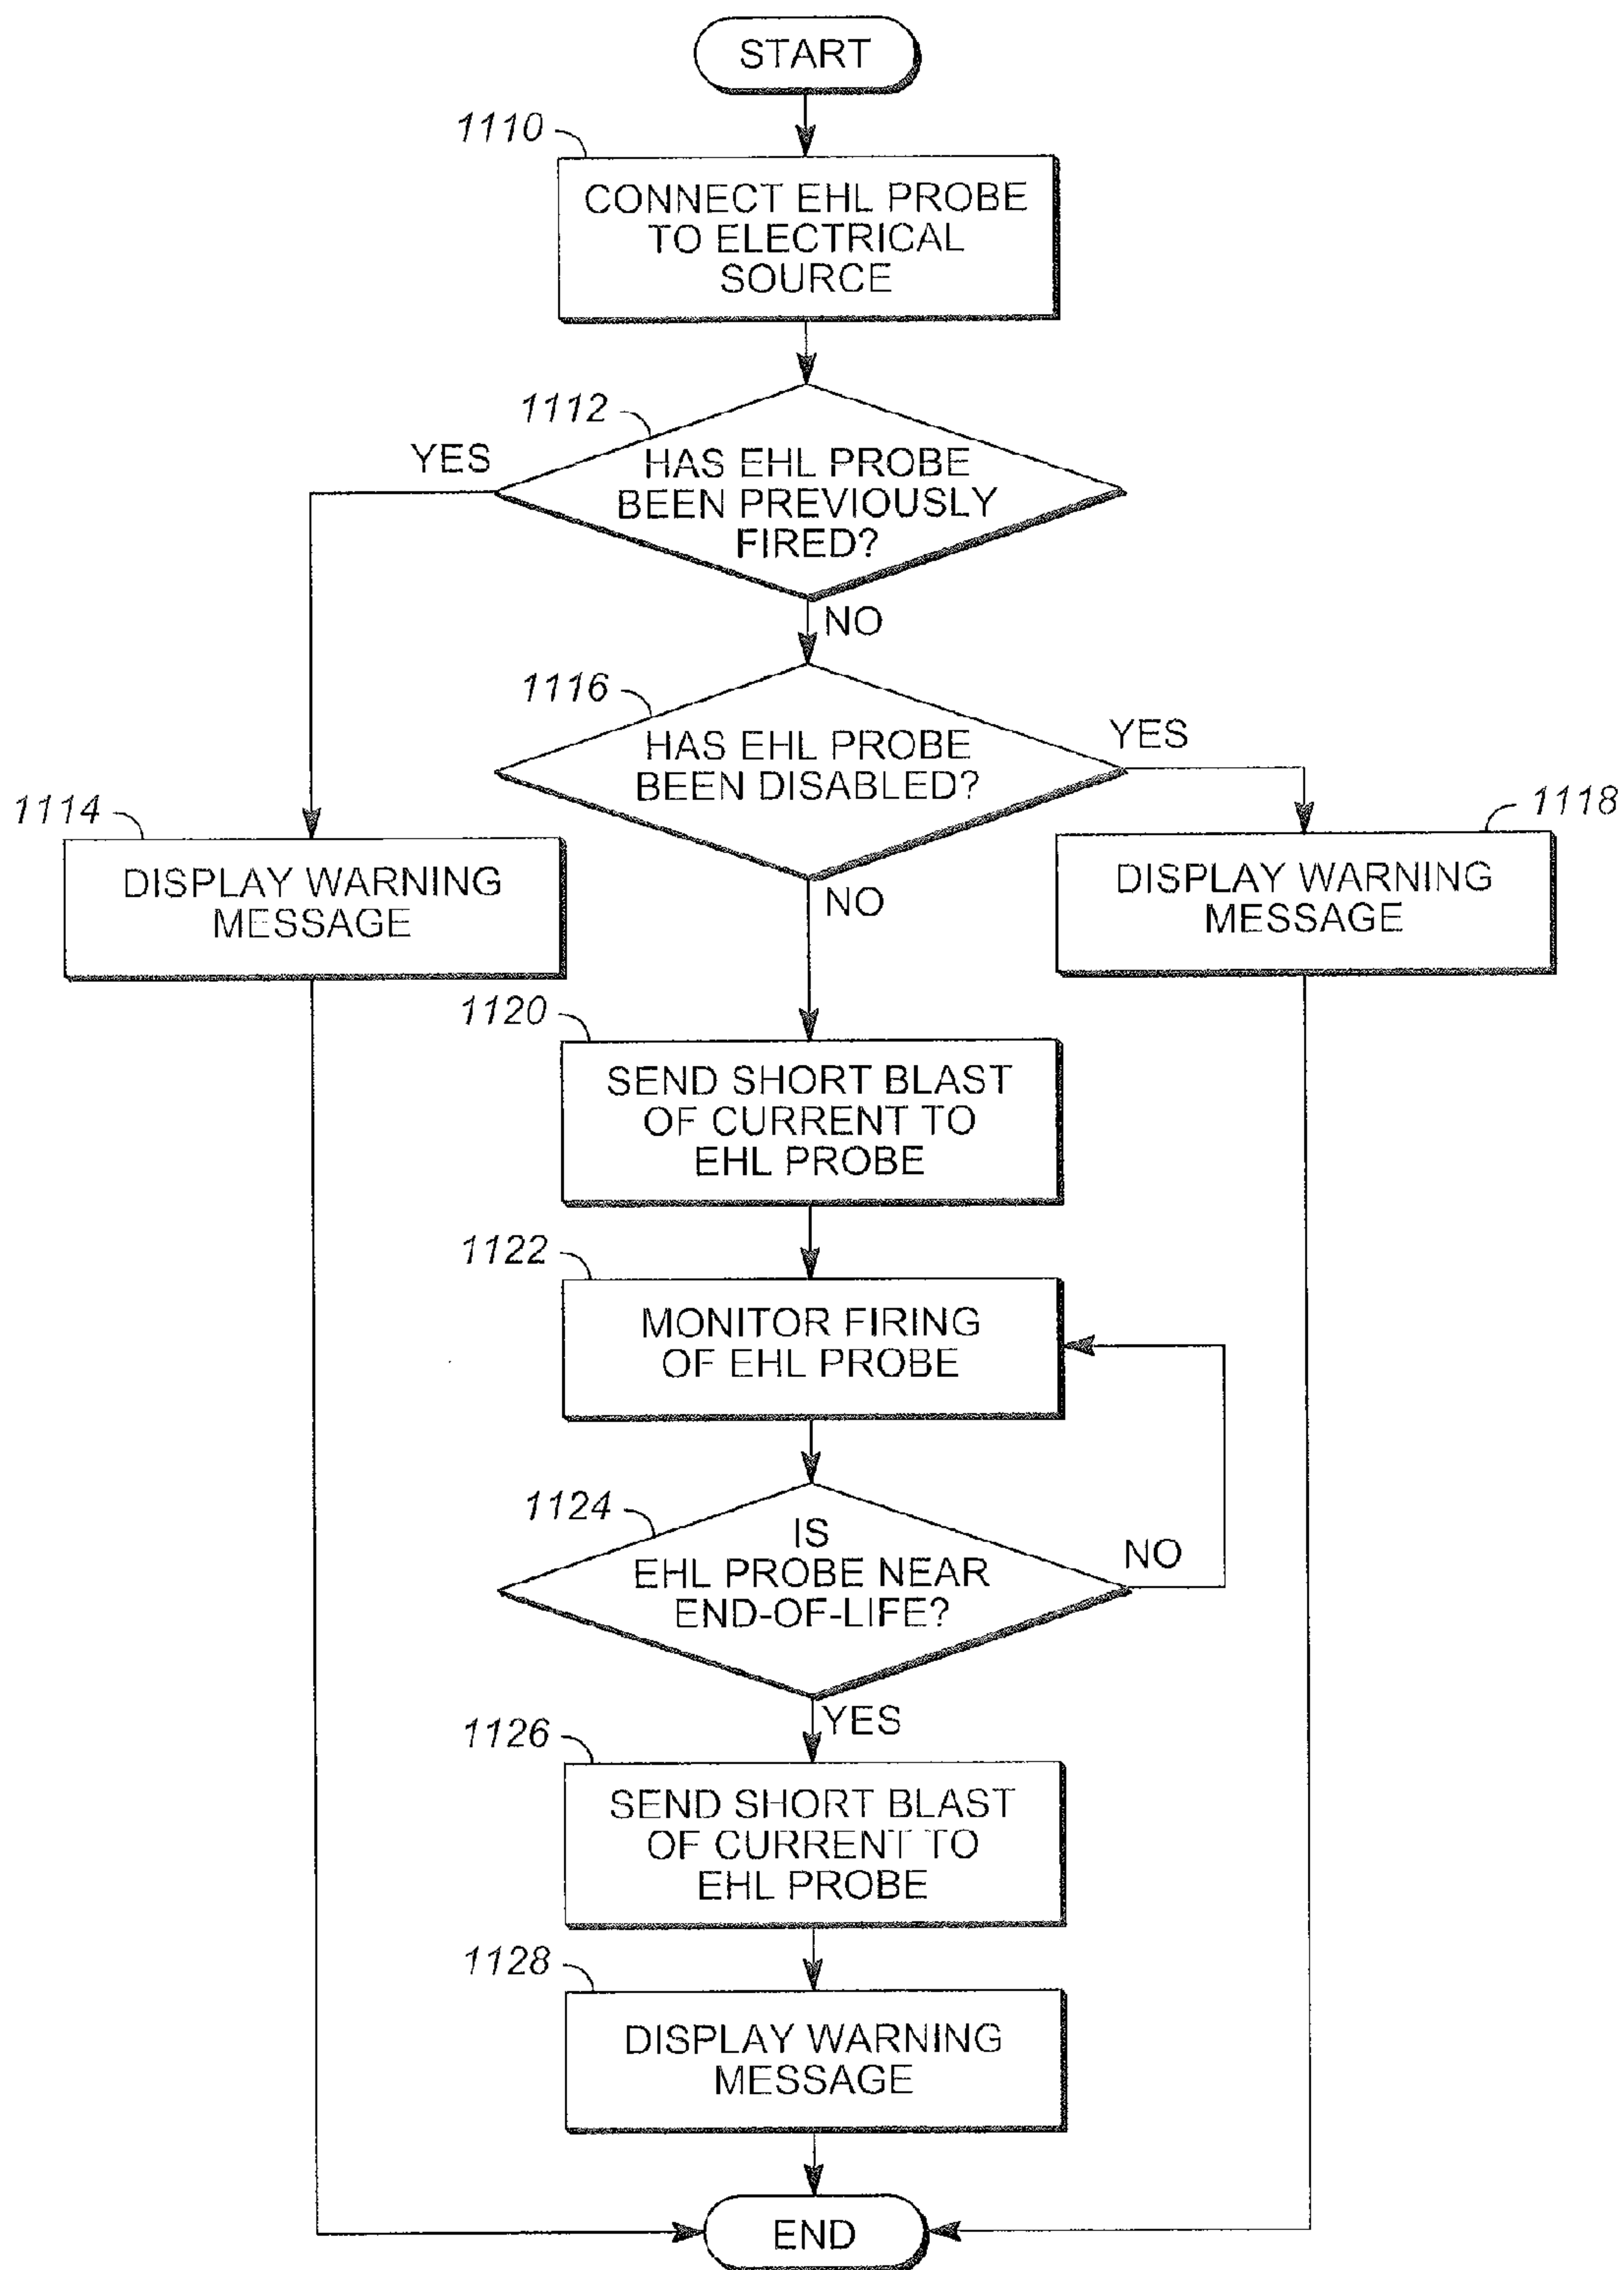 START
1110
CONNECT EHL PROBE
TO ELECTRICAL
SOURCE
1112
YES
HAS EHL PROBE
BEEN PREVIOUSLY
FIRED?
NO
1116
HAS EHL PROBE
BEEN DISABLED?
YES
1114
DISPLAY WARNING
MESSAGE
1118
DISPLAY WARNING
MESSAGE
NO
1120
SEND SHORT BLAST
OF CURRENT TO
EHL PROBE
1122
MONITOR FIRING
OF EHL PROBE
1124
IS
EHL PROBE NEAR
END-OF-LIFE?
NO
YES
1126
SEND SHORT BLAST
OF CURRENT TO
EHL PROBE
1128
DISPLAY WARNING
MESSAGE
END